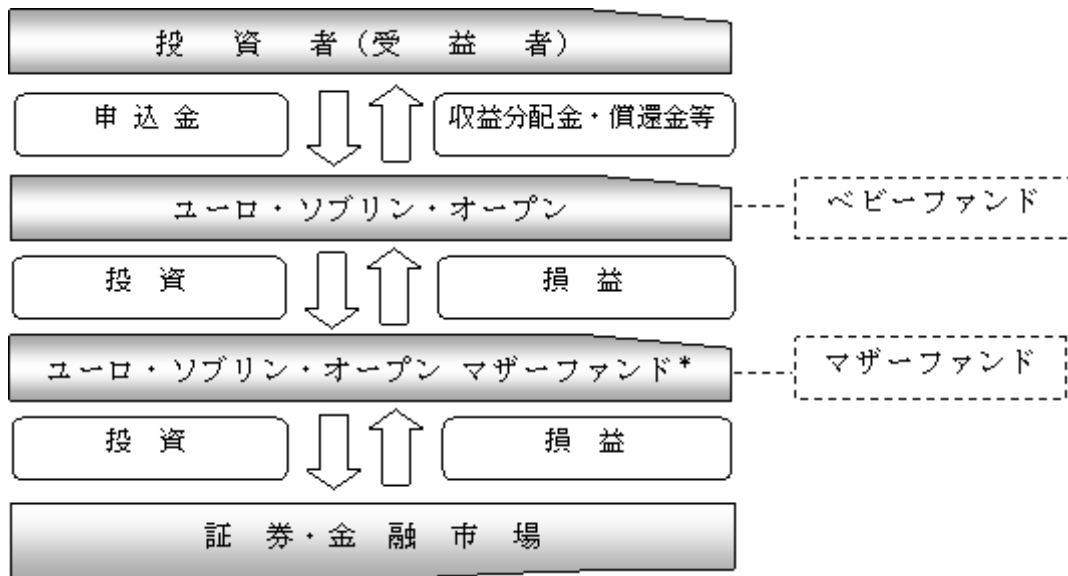 投資者(受益者)
申込金
収益分配金・償還金等
ユーロ・ソブリン・オープン
ベビーファンド
投資
損益
ユーロ・ソブリン・オープン マザーファンド*
マザーファンド
投資
損益
証券・金融市場